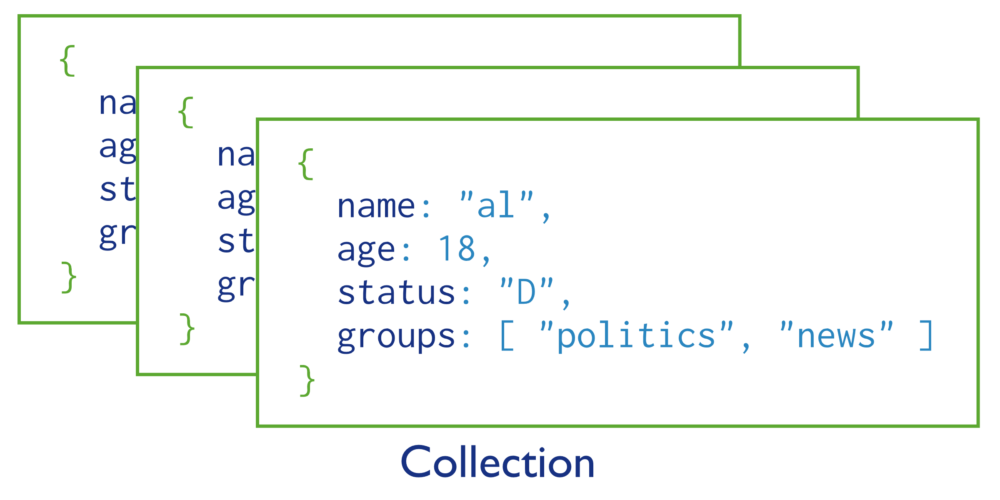 {
na
ag
st
gr
}
{
na
ag
st
gr
}
{
name: "al",
age: 18,
status: "D",
groups: [ "politics", "news" ]
}
Collection